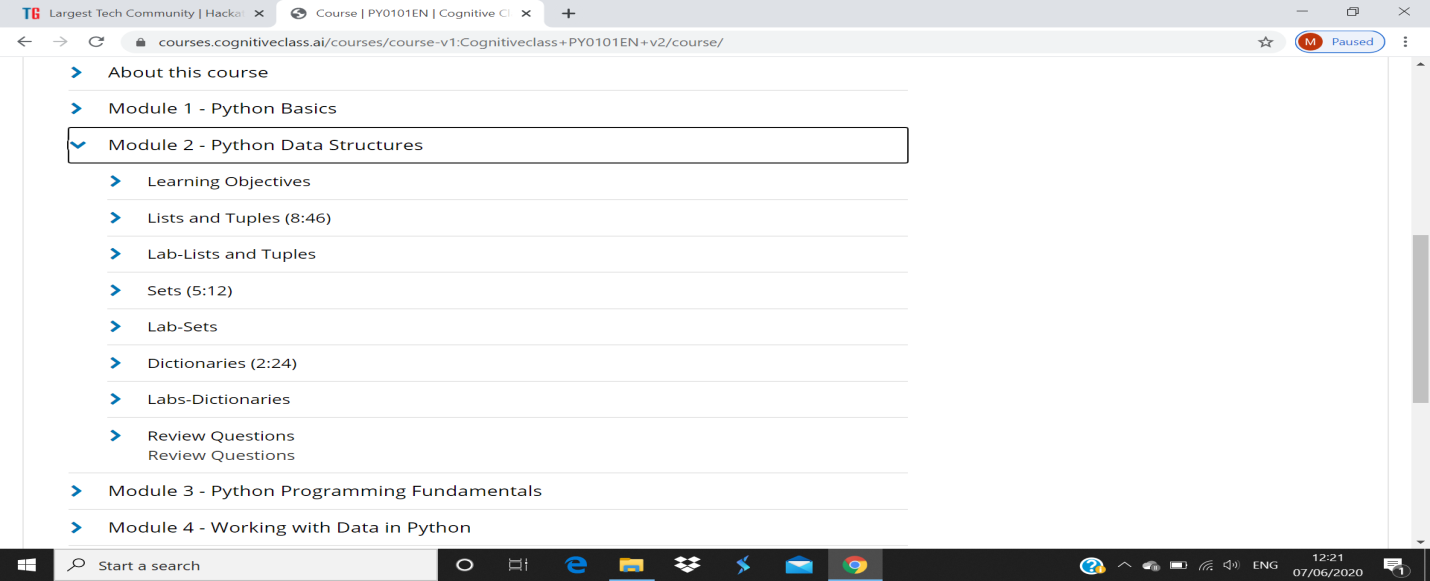 TG Largest Tech Community | Hacka
Course | PY0101EN | Cognitive Cl
courses.cognitiveclass.ai/courses/course-v1:Cognitiveclass+PY0101EN+v2/course/
M Paused
About this course
Module 1 - Python Basics
Module 2 - Python Data Structures
Learning Objectives
Lists and Tuples (8:46)
Lab-Lists and Tuples
Sets (5:12)
Lab-Sets
Dictionaries (2:24)
Labs-Dictionaries
Review Questions
Review Questions
Module 3 - Python Programming Fundamentals
Module 4 - Working with Data in Python
Start a search
ENG
12:21
07/06/2020
1